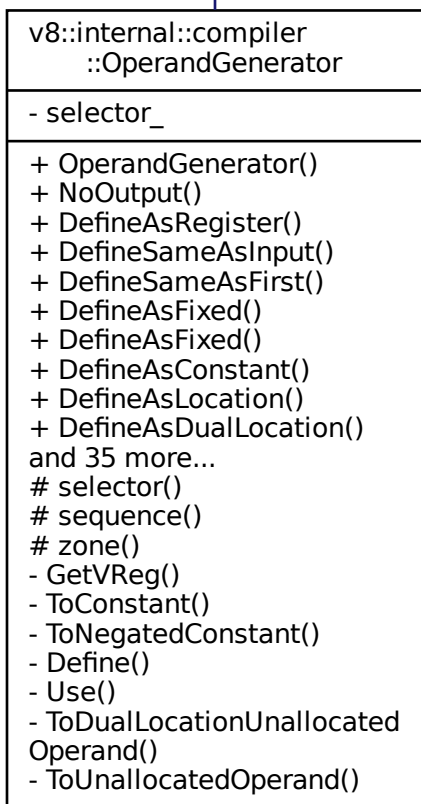 v8::internal::compiler
::OperandGenerator
- selector_
+ OperandGenerator()
+ NoOutput()
+ DefineAsRegister()
+ DefineSameAsInput()
+ DefineSameAsFirst()
+ DefineAsFixed()
+ DefineAsFixed()
+ DefineAsConstant()
+ DefineAsLocation()
+ DefineAsDualLocation()
and 35 more...
# selector()
# sequence()
# zone()
- GetVReg()
- ToConstant()
- ToNegatedConstant()
- Define()
- Use()
- ToDualLocationUnallocated
Operand()
- ToUnallocatedOperand()